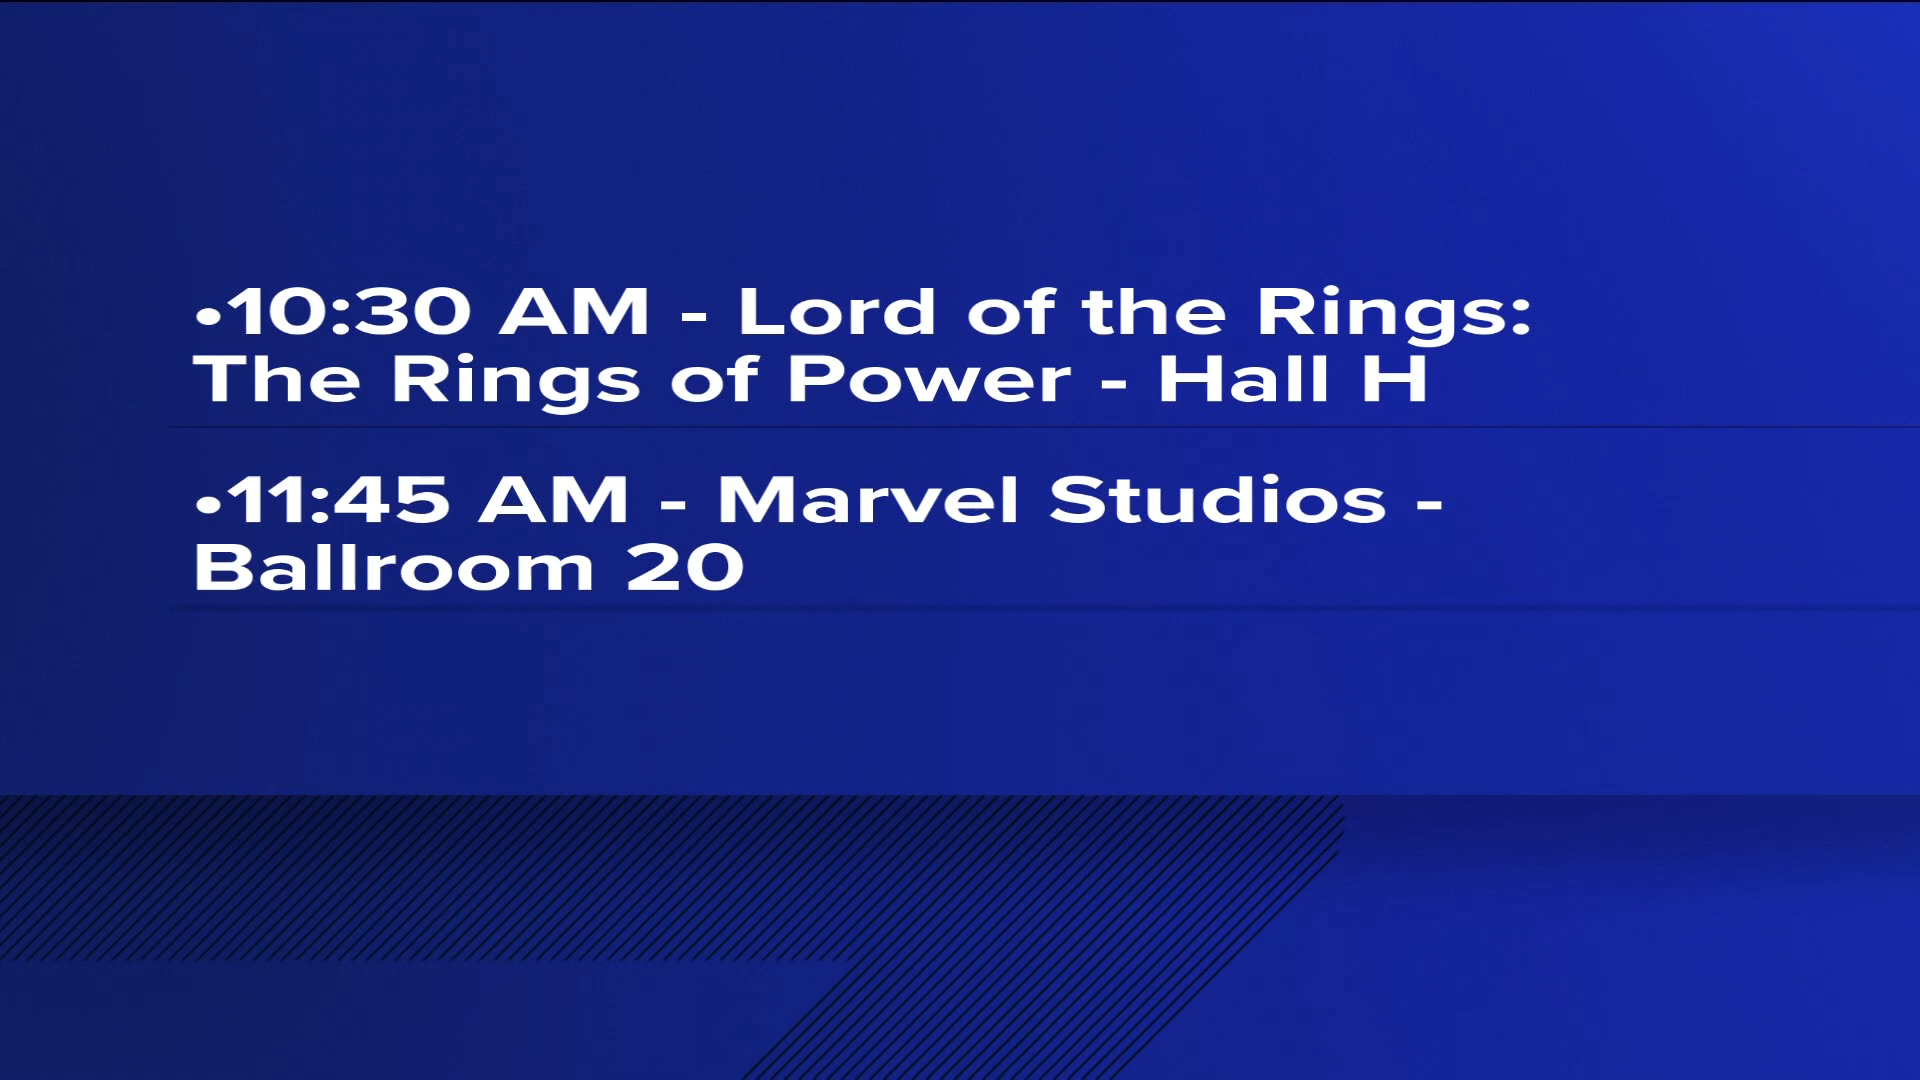 •10:30 AM - Lord of the Rings:
The Rings of Power - Hall H
•11:45 AM - Marvel Studios -
Ballroom 20